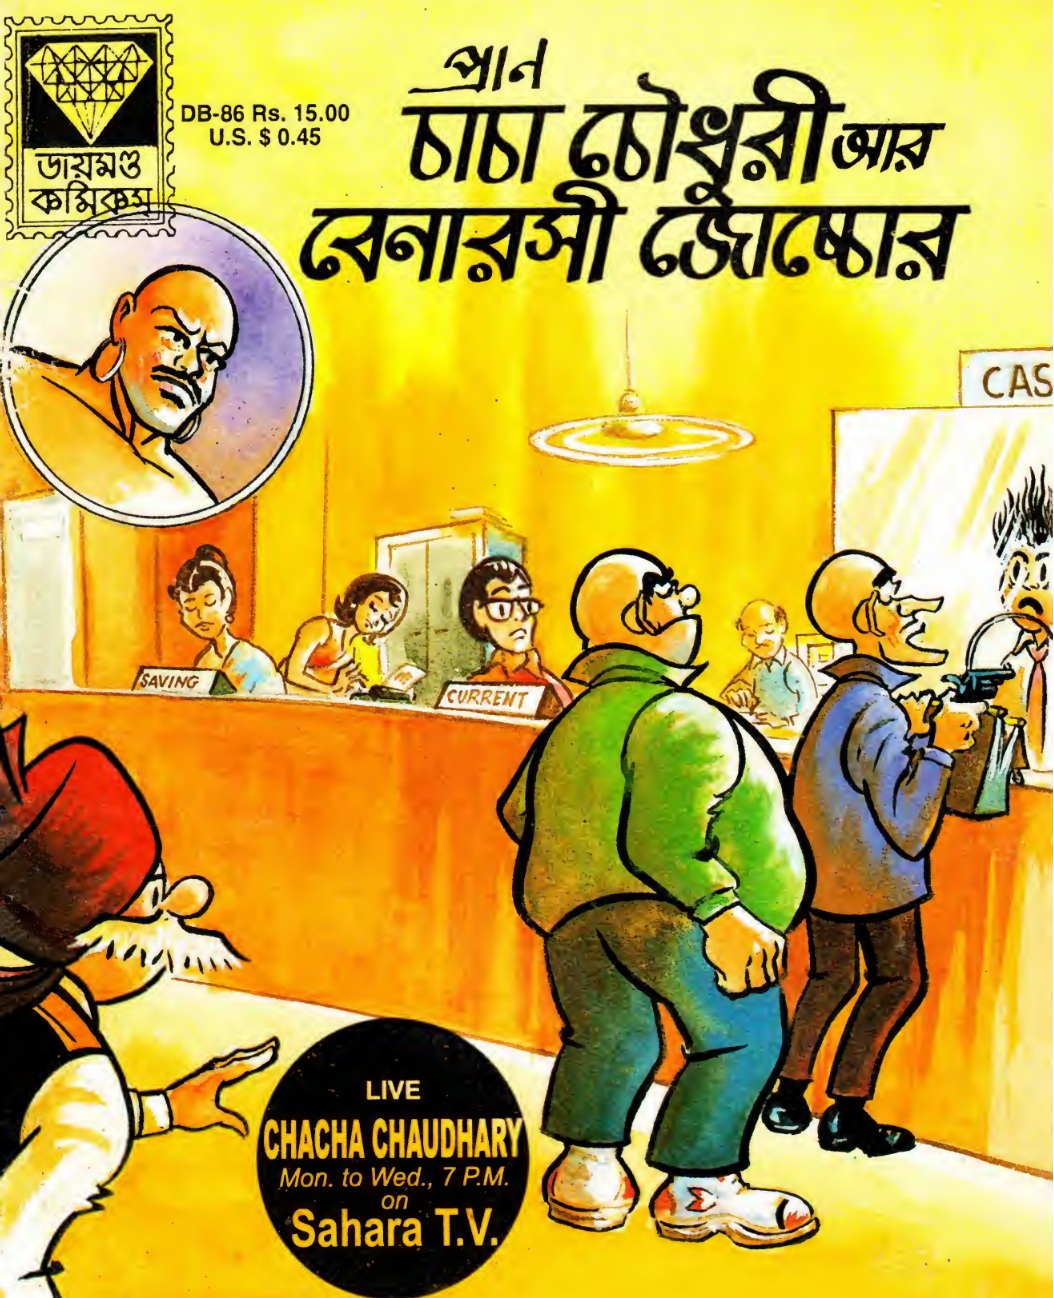 ডায়মণ্ড
কমিকস্
DB-86 Rs. 15.00
U.S. $ 0.45
প্রান
চাচা চৌধুরী আর
বেনারসী জোচ্চোর
CAS
SAVING
CURRENT
LIVE
CHACHA CHAUDHARY
Mon. to Wed., 7 P.M.
on
Sahara T.V.